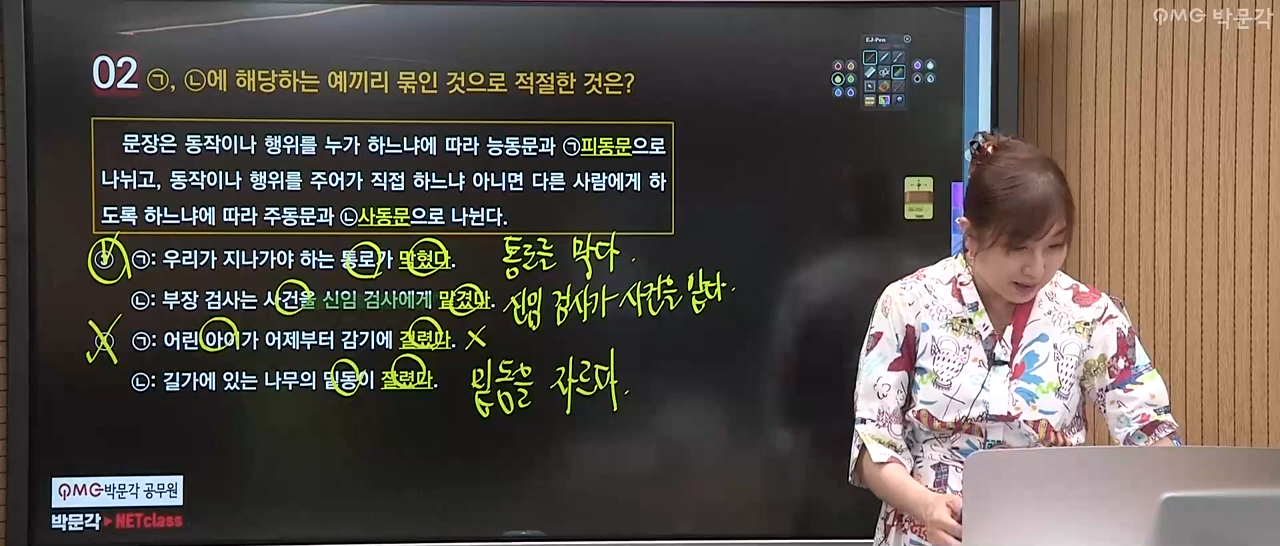 QMG 박문각
EJ-Pen
02 ㉠, ㉡에 해당하는 예끼리 묶인 것으로 적절한 것은?
문장은 동작이나 행위를 누가 하느냐에 따라 능동문과 ㉠피동문으로
나뉘고, 동작이나 행위를 주어가 직접 하느냐 아니면 다른 사람에게 하
도록 하느냐에 따라 주동문과 ㉡사동문으로 나뉜다.
㉠: 우리가 지나가야 하는 통로가 막혔다. 통로를 막다.
㉡: 부장 검사는 사건을 신임 검사에게 맡겼다. 신임 검사가 사건을 맡다.
㉠: 어린 아이가 어제부터 감기에 걸렸다. ×
㉡: 길가에 있는 나무의 밑동이 잘렸다. 밑동을 자르다.
QMG박문각 공무원
박문각 ▶ NETclass